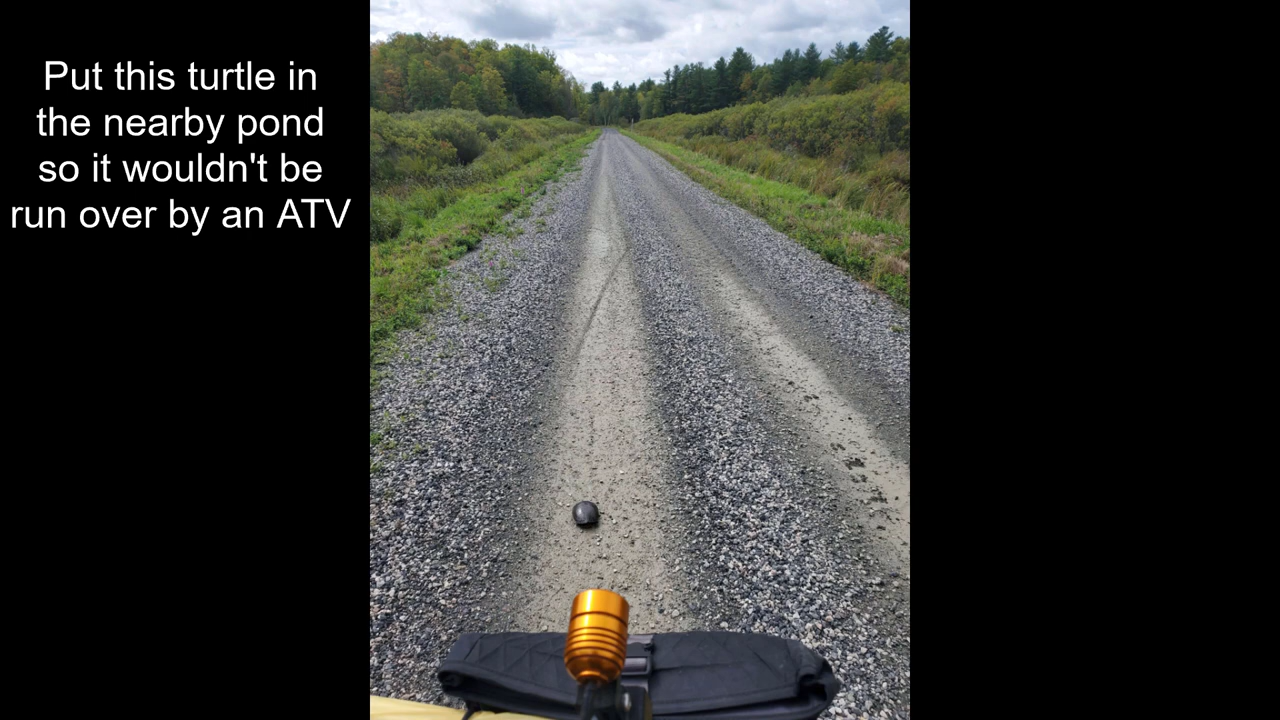 Put this turtle in
the nearby pond
so it wouldn't be
run over by an ATV